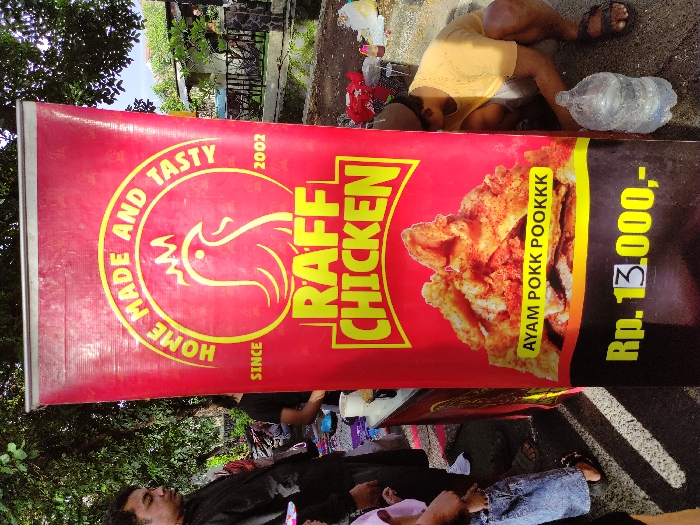 HOME MADE AND TASTY
SINCE 2002
RAFF
CHICKEN
AYAM POKK POOKKK
Rp. 13.000,-